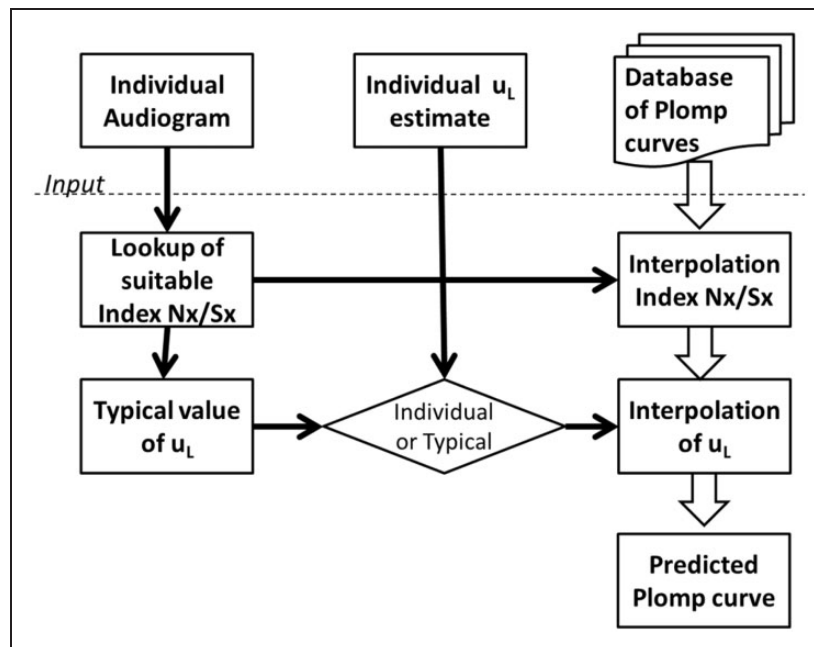 Individual
Audiogram
Individual u_L
estimate
Database
of Plomp
curves
Input
Lookup of
suitable
Index Nx/Sx
Interpolation
Index Nx/Sx
Typical value
of u_L
Individual
or Typical
Interpolation
of u_L
Predicted
Plomp curve